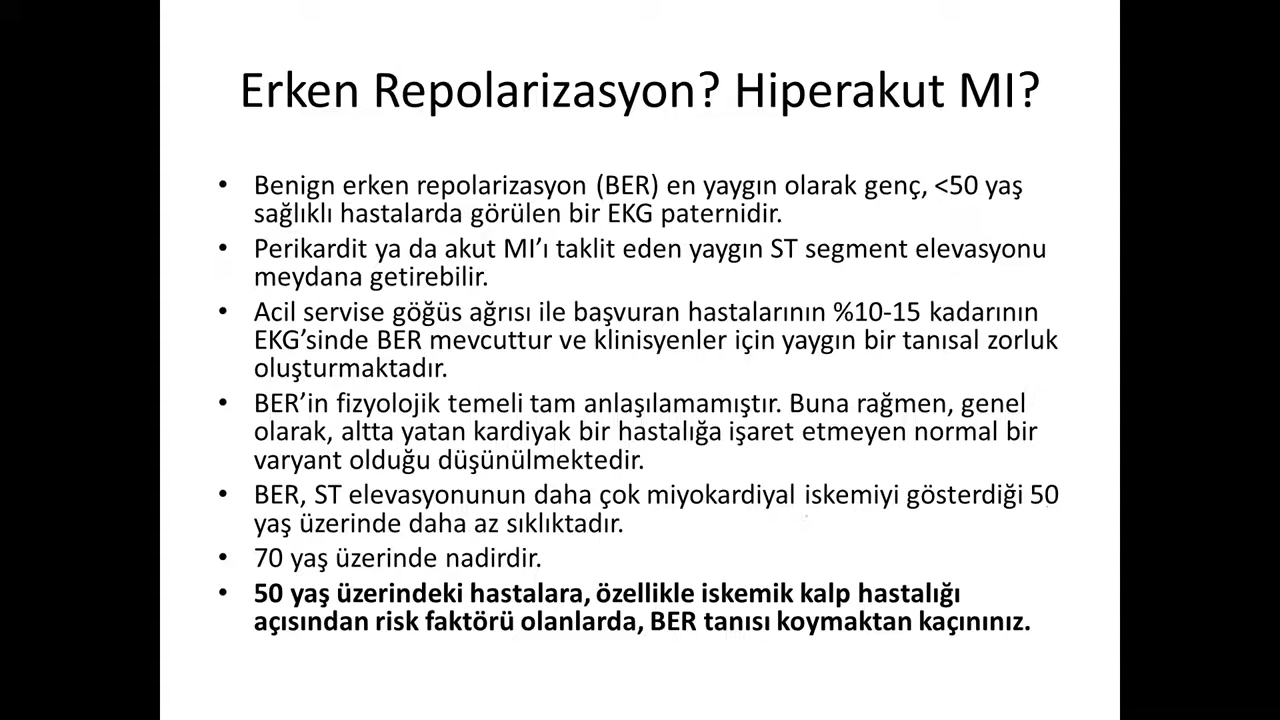 Erken Repolarizasyon? Hiperakut MI?
• Benign erken repolarizasyon (BER) en yaygın olarak genç, <50 yaş
sağlıklı hastalarda görülen bir EKG paternidir.
• Perikardit ya da akut MI’ı taklit eden yaygın ST segment elevasyonu
meydana getirebilir.
• Acil servise göğüs ağrısı ile başvuran hastalarının %10-15 kadarının
EKG’sinde BER mevcuttur ve klinisyenler için yaygın bir tanısal zorluk
oluşturmaktadır.
• BER’in fizyolojik temeli tam anlaşılamamıştır. Buna rağmen, genel
olarak, altta yatan kardiyak bir hastalığa işaret etmeyen normal bir
varyant olduğu düşünülmektedir.
• BER, ST elevasyonunun daha çok miyokardiyal iskemiyi gösterdiği 50
yaş üzerinde daha az sıklıktadır.
• 70 yaş üzerinde nadirdir.
• 50 yaş üzerindeki hastalara, özellikle iskemik kalp hastalığı
açısından risk faktörü olanlarda, BER tanısı koymaktan kaçınınız.